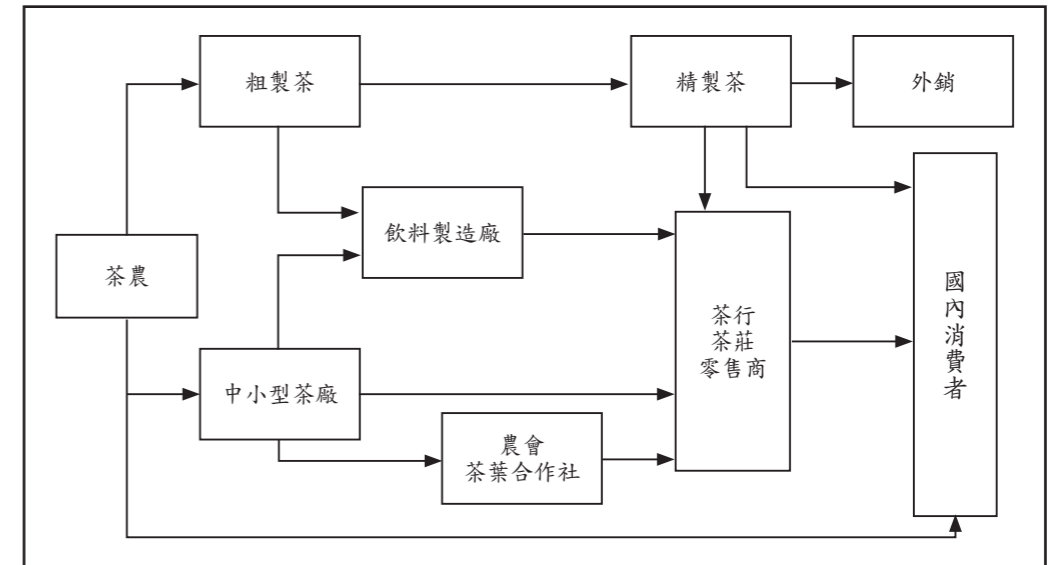 粗製茶
精製茶
外銷
飲料製造廠
茶農
茶行
茶莊
零售商
國內消費者
中小型茶廠
農會
茶葉合作社